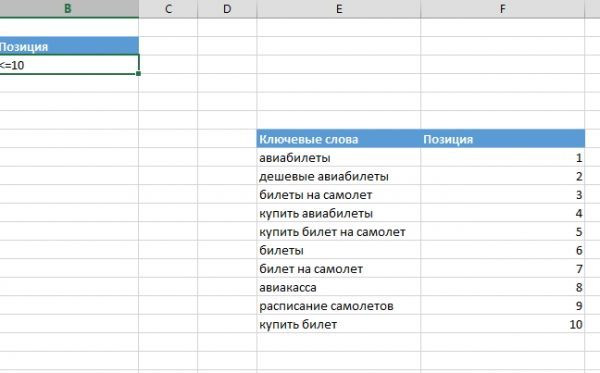 B C D E F
Позиция
<=10
Ключевые слова Позиция
авиабилеты 1
дешевые авиабилеты 2
билеты на самолет 3
купить авиабилеты 4
купить билет на самолет 5
билеты 6
билет на самолет 7
авиакасса 8
расписание самолетов 9
купить билет 10